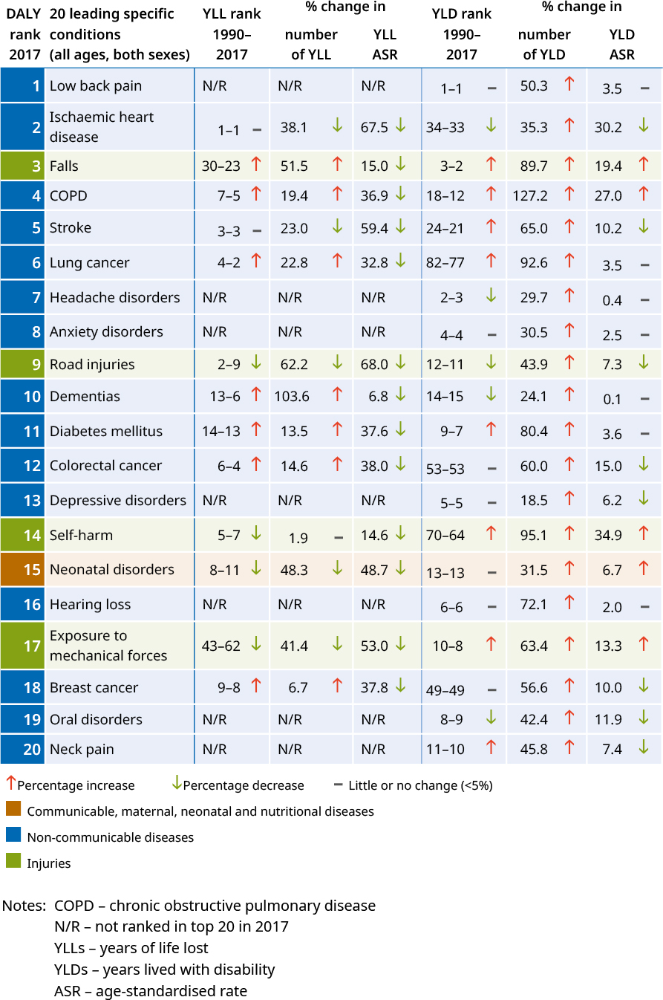 DALY rank 2017 | 20 leading specific conditions (all ages, both sexes) | YLL rank 1990–2017 | % change in number of YLL | % change in YLL ASR | YLD rank 1990–2017 | % change in number of YLD | % change in YLD ASR
1 Low back pain N/R N/R N/R 1–1 – 50.3 ↑ 3.5 –
2 Ischaemic heart disease 1–1 – 38.1 ↓ 67.5 ↓ 34–33 ↓ 35.3 ↑ 30.2 ↓
3 Falls 30–23 ↑ 51.5 ↑ 15.0 ↓ 3–2 ↑ 89.7 ↑ 19.4 ↑
4 COPD 7–5 ↑ 19.4 ↑ 36.9 ↓ 18–12 ↑ 127.2 ↑ 27.0 ↑
5 Stroke 3–3 – 23.0 ↓ 59.4 ↓ 24–21 ↑ 65.0 ↑ 10.2 ↓
6 Lung cancer 4–2 ↑ 22.8 ↑ 32.8 ↓ 82–77 ↑ 92.6 ↑ 3.5 –
7 Headache disorders N/R N/R N/R 2–3 ↓ 29.7 ↑ 0.4 –
8 Anxiety disorders N/R N/R N/R 4–4 – 30.5 ↑ 2.5 –
9 Road injuries 2–9 ↓ 62.2 ↓ 68.0 ↓ 12–11 ↓ 43.9 ↑ 7.3 ↓
10 Dementias 13–6 ↑ 103.6 ↑ 6.8 ↓ 14–15 ↓ 24.1 ↑ 0.1 –
11 Diabetes mellitus 14–13 ↑ 13.5 ↑ 37.6 ↓ 9–7 ↑ 80.4 ↑ 3.6 –
12 Colorectal cancer 6–4 ↑ 14.6 ↑ 38.0 ↓ 53–53 – 60.0 ↑ 15.0 ↓
13 Depressive disorders N/R N/R N/R 5–5 – 18.5 ↑ 6.2 ↓
14 Self-harm 5–7 ↓ 1.9 – 14.6 ↓ 70–64 ↑ 95.1 ↑ 34.9 ↑
15 Neonatal disorders 8–11 ↓ 48.3 ↓ 48.7 ↓ 13–13 – 31.5 ↑ 6.7 ↑
16 Hearing loss N/R N/R N/R 6–6 – 72.1 ↑ 2.0 –
17 Exposure to mechanical forces 43–62 ↓ 41.4 ↓ 53.0 ↓ 10–8 ↑ 63.4 ↑ 13.3 ↑
18 Breast cancer 9–8 ↑ 6.7 ↑ 37.8 ↓ 49–49 – 56.6 ↑ 10.0 ↓
19 Oral disorders N/R N/R N/R 8–9 ↓ 42.4 ↑ 11.9 ↓
20 Neck pain N/R N/R N/R 11–10 ↑ 45.8 ↑ 7.4 ↓
↑ Percentage increase ↓ Percentage decrease – Little or no change (<5%)
Communicable, maternal, neonatal and nutritional diseases
Non-communicable diseases
Injuries
Notes: COPD – chronic obstructive pulmonary disease
N/R – not ranked in top 20 in 2017
YLLs – years of life lost
YLDs – years lived with disability
ASR – age-standardised rate